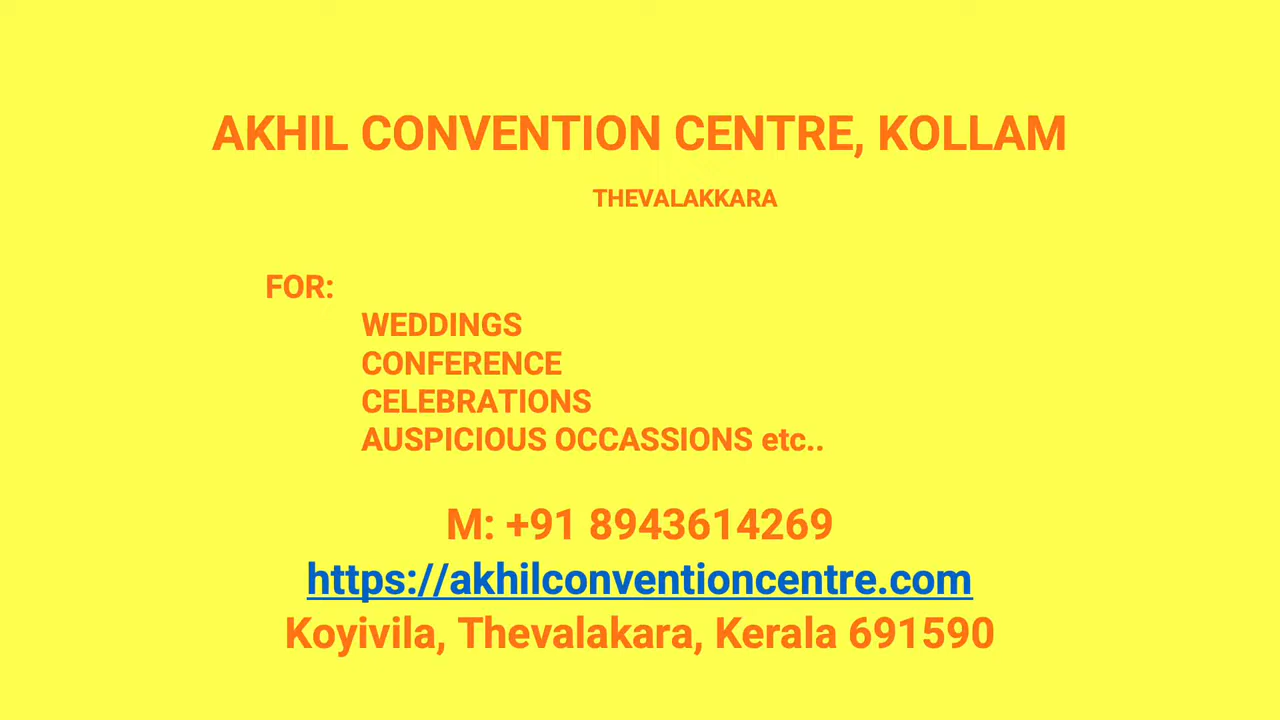 AKHIL CONVENTION CENTRE, KOLLAM
THEVALAKKARA
FOR:
WEDDINGS
CONFERENCE
CELEBRATIONS
AUSPICIOUS OCCASSIONS etc..
M: +91 8943614269
https://akhilconventioncentre.com
Koyivila, Thevalakara, Kerala 691590